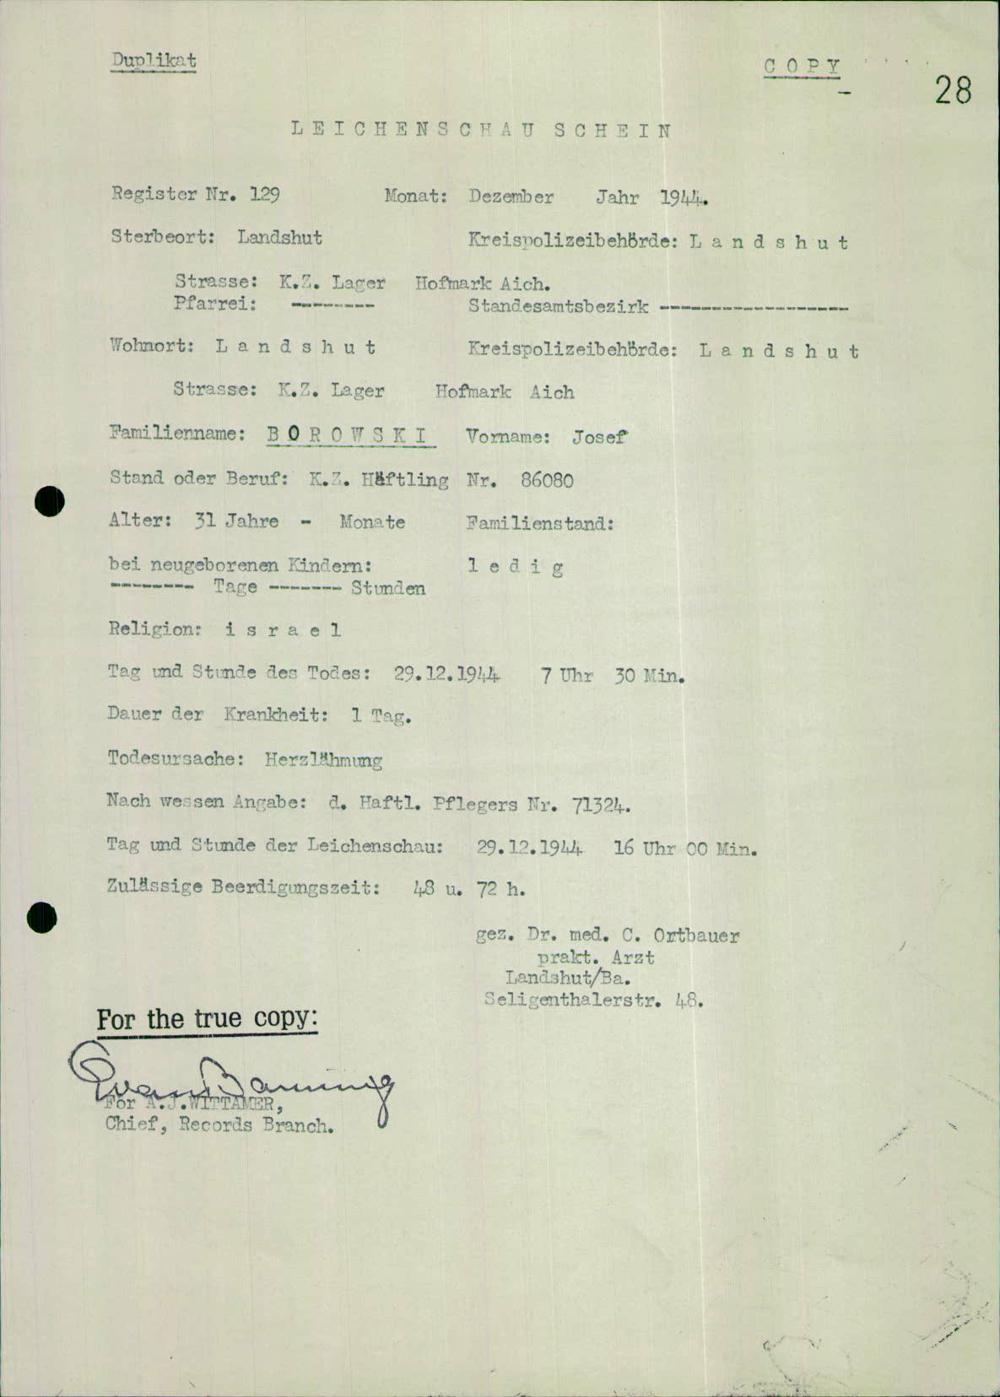 Duplikat
COPY
28
LEICHENSCHAU SCHEIN
Register Nr. 129 Monat: Dezember Jahr 1944.
Sterbeort: Landshut Kreispolizeibehörde: L a n d s h u t
Strasse: K.Z. Lager Hofmark Aich.
Pfarrei: -------- Standesamtsbezirk ------------------
Wohnort: L a n d s h u t Kreispolizeibehörde: L a n d s h u t
Strasse: K.Z. Lager Hofmark Aich
Familienname: B O R O W S K I Vorname: Josef
Stand oder Beruf: K.Z. Häftling Nr. 86080
Alter: 31 Jahre - Monate Familienstand:
bei neugeborenen Kindern: l e d i g
-------- Tage ------- Stunden
Religion: i s r a e l
Tag und Stunde des Todes: 29.12.1944 7 Uhr 30 Min.
Dauer der Krankheit: 1 Tag.
Todesursache: Herzlähmung
Nach wessen Angabe: d. Haftl. Pflegers Nr. 71324.
Tag und Stunde der Leichenschau: 29.12.1944 16 Uhr 00 Min.
Zulässige Beerdigungszeit: 48 u. 72 h.
gez. Dr. med. C. Ortbauer
prakt. Arzt
Landshut/Ba.
Seligenthalerstr. 48.
For the true copy:
For A.J.WITTAMER,
Chief, Records Branch.